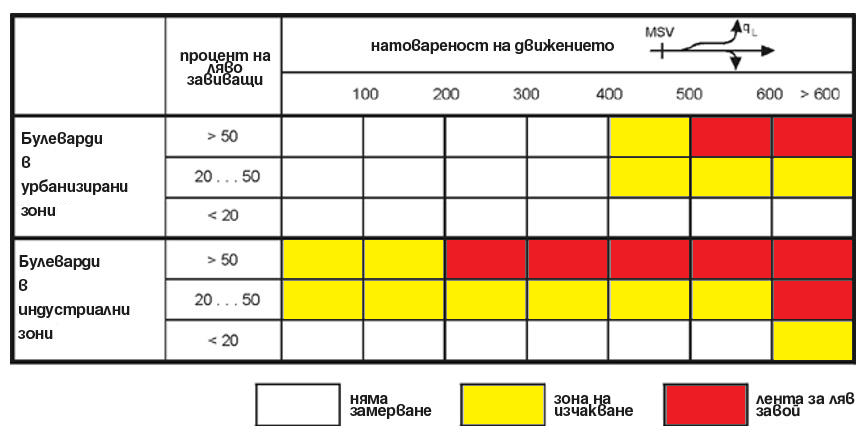 процент на
ляво
завиващи
натовареност на движението
MSV
qL
100 200 300 400 500 600 > 600
Булеварди
в
урбанизирани
зони
> 50
20 . . . 50
< 20
Булеварди
в
индустриални
зони
> 50
20 . . . 50
< 20
няма
замерване
зона на
изчакване
лента за ляв
завой